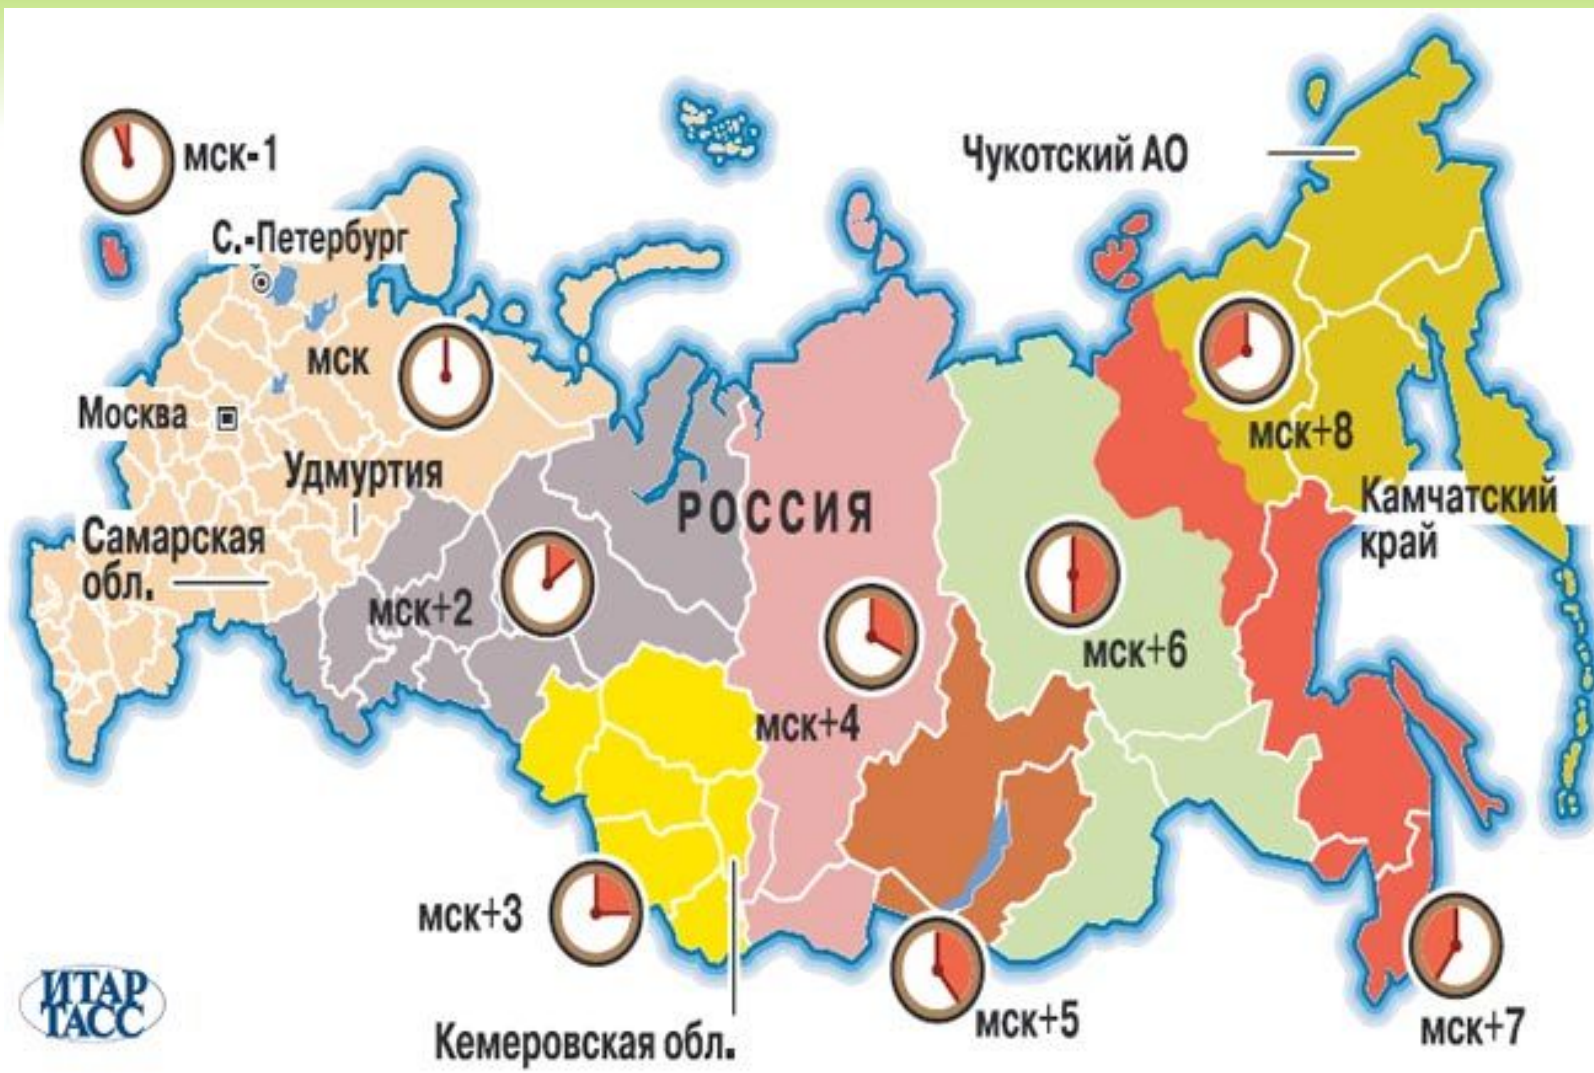 мск-1
Чукотский АО
С.-Петербург
мск
Москва
мск+8
Удмуртия
РОССИЯ
Камчатский
край
Самарская
обл.
мск+2
мск+6
мск+4
мск+3
мск+5
мск+7
Кемеровская обл.
ИТАР
ТАСС